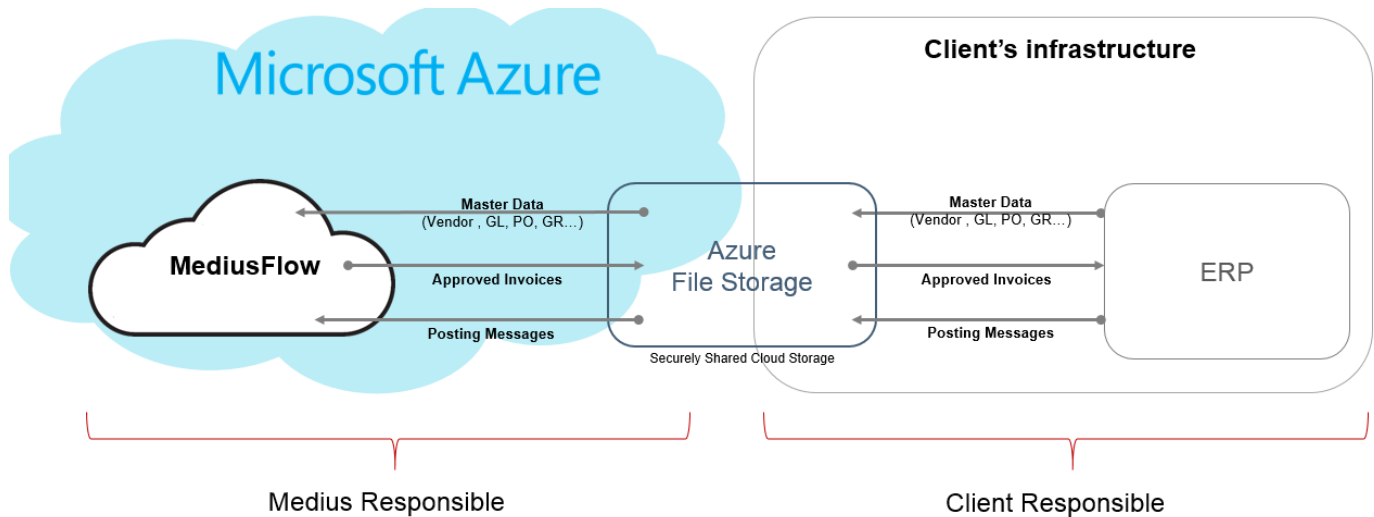 Microsoft Azure
Client's infrastructure
Master Data
(Vendor , GL, PO, GR...)
Master Data
(Vendor , GL, PO, GR...)
MediusFlow
Azure
File Storage
ERP
Approved Invoices
Approved Invoices
Posting Messages
Posting Messages
Securely Shared Cloud Storage
Medius Responsible
Client Responsible